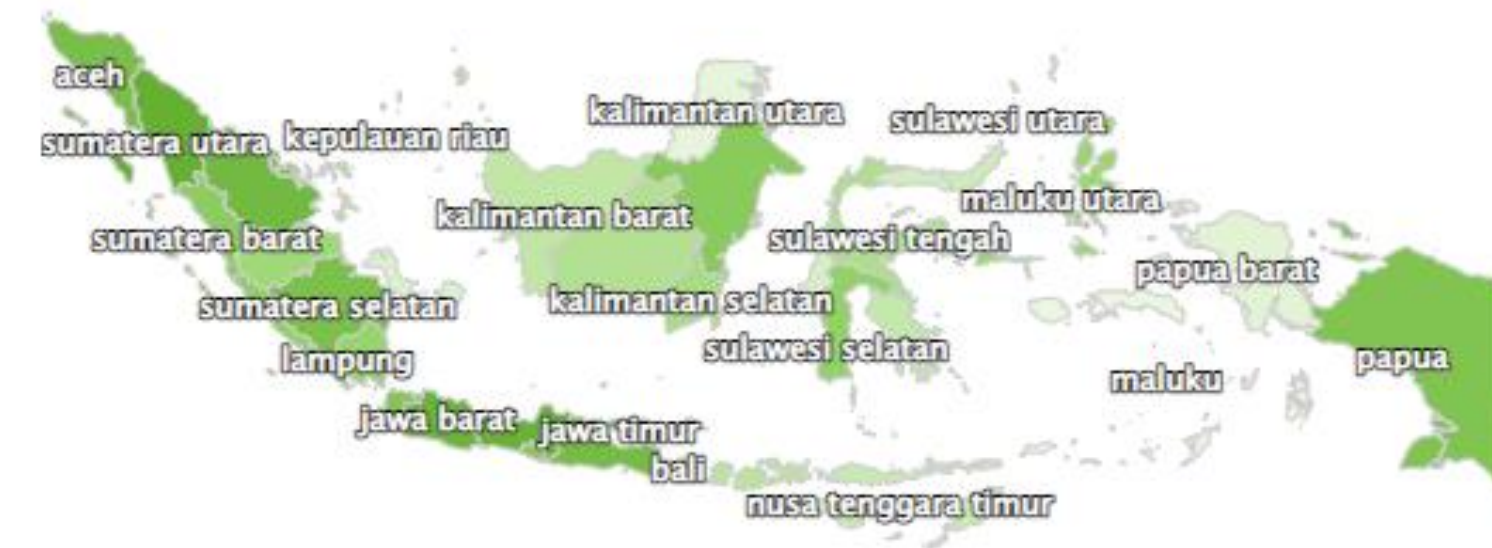 aceh
kalimantan utara
sulawesi utara
sumatera utara
kepulauan riau
maluku utara
kalimantan barat
sumatera barat
sulawesi tengah
papua barat
sumatera selatan
kalimantan selatan
sulawesi selatan
lampung
papua
maluku
jawa barat
jawa timur
bali
nusa tenggara timur